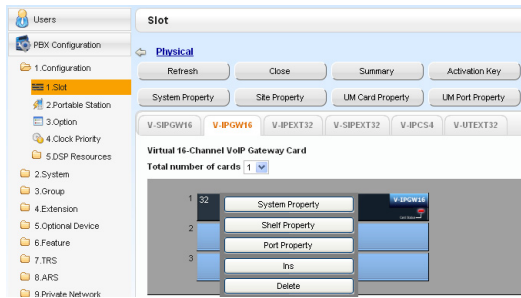 Users
PBX Configuration
1.Configuration
1.Slot
2.Portable Station
3.Option
4.Clock Priority
5.DSP Resources
2.System
3.Group
4.Extension
5.Optional Device
6.Feature
7.TRS
8.ARS
9.Private Network
Slot
Physical
Refresh Close Summary Activation Key
System Property Site Property UM Card Property UM Port Property
V-SIPGW16 V-IPGW16 V-IPEXT32 V-SIPEXT32 V-IPCS4 V-UTEXT32
Virtual 16-Channel VoIP Gateway Card
Total number of cards 1
1 32 V-IPGW16
2
3
System Property
Shelf Property
Port Property
Ins
Delete